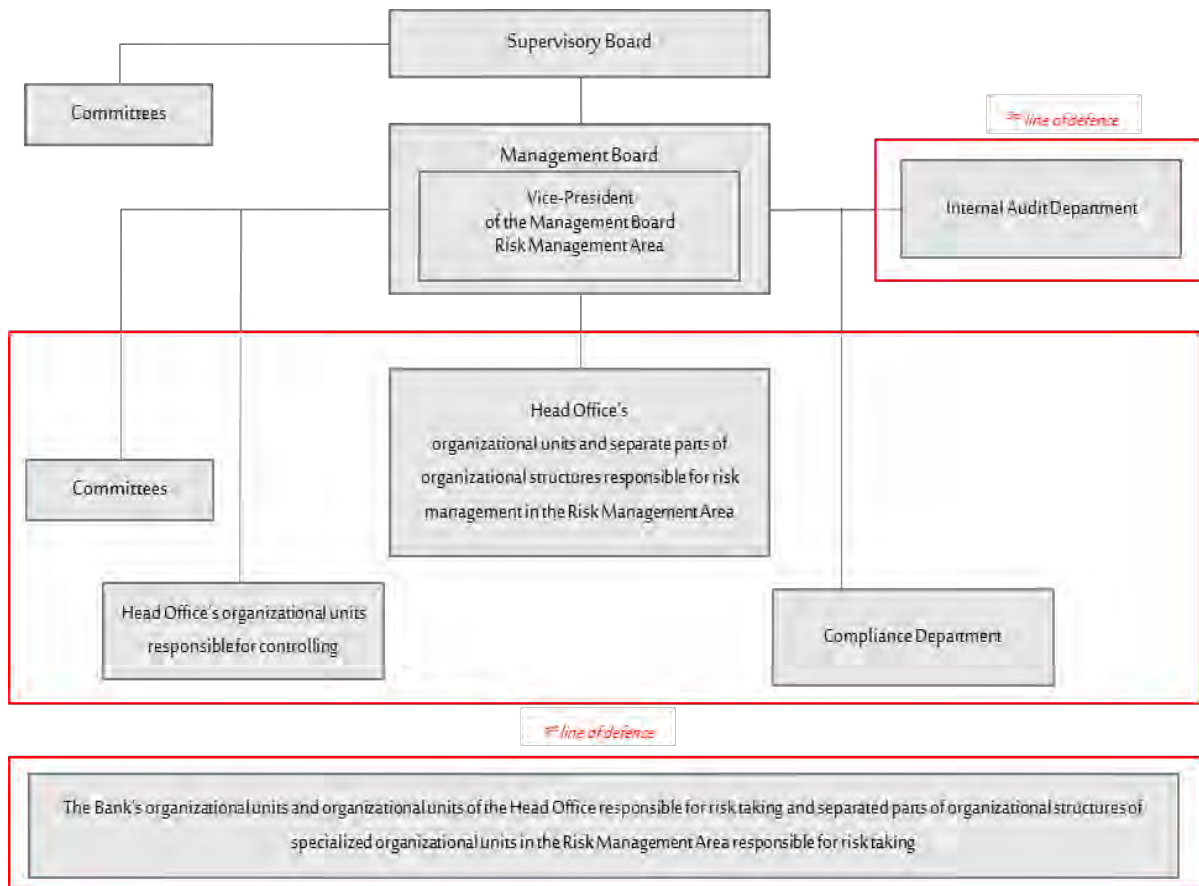 Supervisory Board
Committees
line of defence
Management Board
Vice-President
of the Management Board
Risk Management Area
Internal Audit Department
Head Office's
organizational units and separate parts of
organizational structures responsible for risk
management in the Risk Management Area
Committees
Head Office's organizational units
responsible for controlling
Compliance Department
line of defence
The Bank's organizational units and organizational units of the Head Office responsible for risk taking and separated parts of organizational structures of
specialized organizational units in the Risk Management Area responsible for risk taking